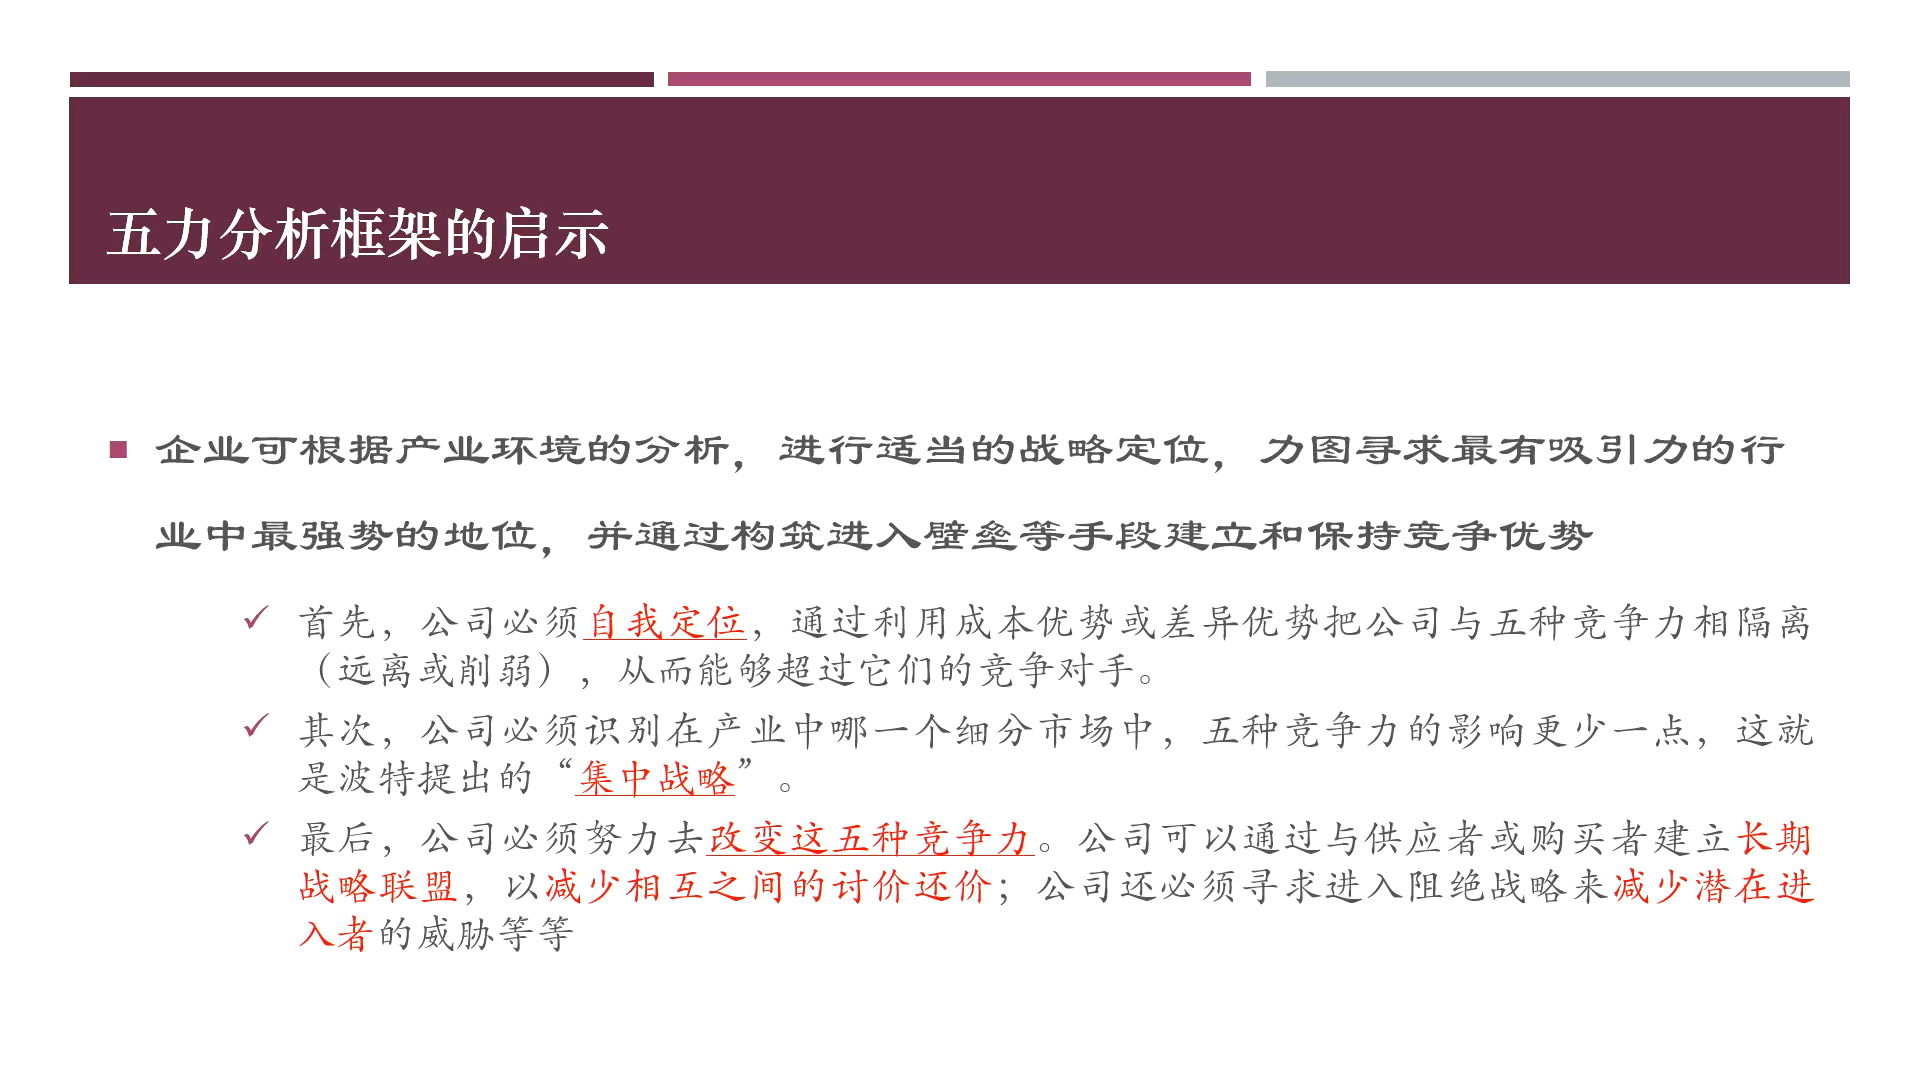 五力分析框架的启示
企业可根据产业环境的分析，进行适当的战略定位，力图寻求最有吸引力的行
业中最强势的地位，并通过构筑进入壁垒等手段建立和保持竞争优势
首先，公司必须自我定位，通过利用成本优势或差异优势把公司与五种竞争力相隔离
（远离或削弱），从而能够超过它们的竞争对手。
其次，公司必须识别在产业中哪一个细分市场中，五种竞争力的影响更少一点，这就
是波特提出的“集中战略”。
最后，公司必须努力去改变这五种竞争力。公司可以通过与供应者或购买者建立长期
战略联盟，以减少相互之间的讨价还价；公司还必须寻求进入阻绝战略来减少潜在进
入者的威胁等等